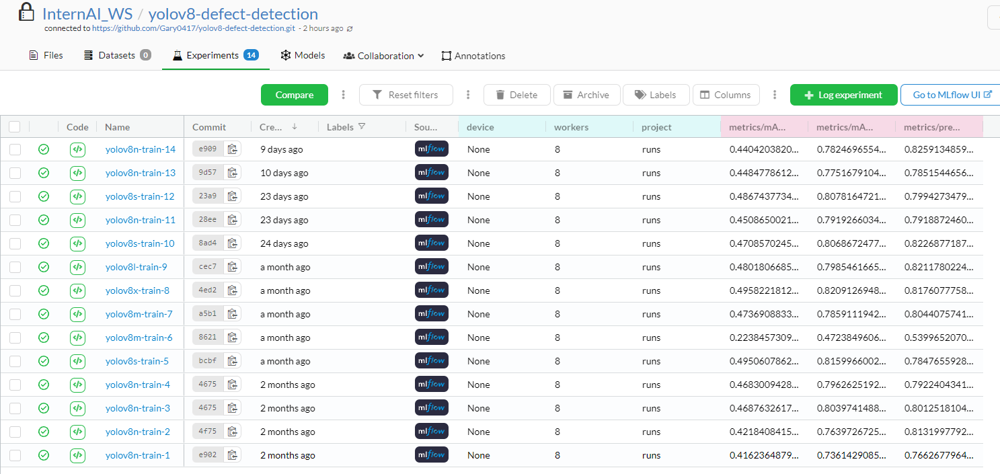 InternAI_WS / yolov8-defect-detection
connected to https://github.com/Gary0417/yolov8-defect-detection.git - 2 hours ago
Files Datasets 0 Experiments 14 Models Collaboration Annotations
Compare Reset filters Delete Archive Labels Columns Log experiment Go to MLflow UI
Code Name Commit Cre... Labels Sou... device workers project metrics/mA... metrics/mA... metrics/pre...
yolov8n-train-14 e909 9 days ago mlflow None 8 runs 0.4404203820... 0.7824696554... 0.8259134859...
yolov8n-train-13 9d57 10 days ago mlflow None 8 runs 0.4484778612... 0.7751679104... 0.7851544656...
yolov8s-train-12 23a9 23 days ago mlflow None 8 runs 0.4867437734... 0.8078164721... 0.7994273479...
yolov8n-train-11 28ee 23 days ago mlflow None 8 runs 0.4508650021... 0.7919266034... 0.7918872460...
yolov8s-train-10 8ad4 24 days ago mlflow None 8 runs 0.4708570245... 0.8068672477... 0.8226877187...
yolov8l-train-9 cec7 a month ago mlflow None 8 runs 0.4801806685... 0.7985461665... 0.8211780224...
yolov8x-train-8 4ed2 a month ago mlflow None 8 runs 0.4958221812... 0.8209126948... 0.8176077758...
yolov8m-train-7 a5b1 a month ago mlflow None 8 runs 0.4736908833... 0.7859111942... 0.8044075741...
yolov8m-train-6 8621 a month ago mlflow None 8 runs 0.2238457309... 0.4723849606... 0.5399652070...
yolov8s-train-5 bcbf a month ago mlflow None 8 runs 0.4950607862... 0.8159966002... 0.7847655928...
yolov8n-train-4 4675 2 months ago mlflow None 8 runs 0.4683009428... 0.7962625192... 0.7922404341...
yolov8n-train-3 4675 2 months ago mlflow None 8 runs 0.4687632617... 0.8039741488... 0.8012518104...
yolov8n-train-2 4f75 2 months ago mlflow None 8 runs 0.4218408415... 0.7639726725... 0.8131997792...
yolov8n-train-1 e902 2 months ago mlflow None 8 runs 0.4162364879... 0.7361429085... 0.7662677964...